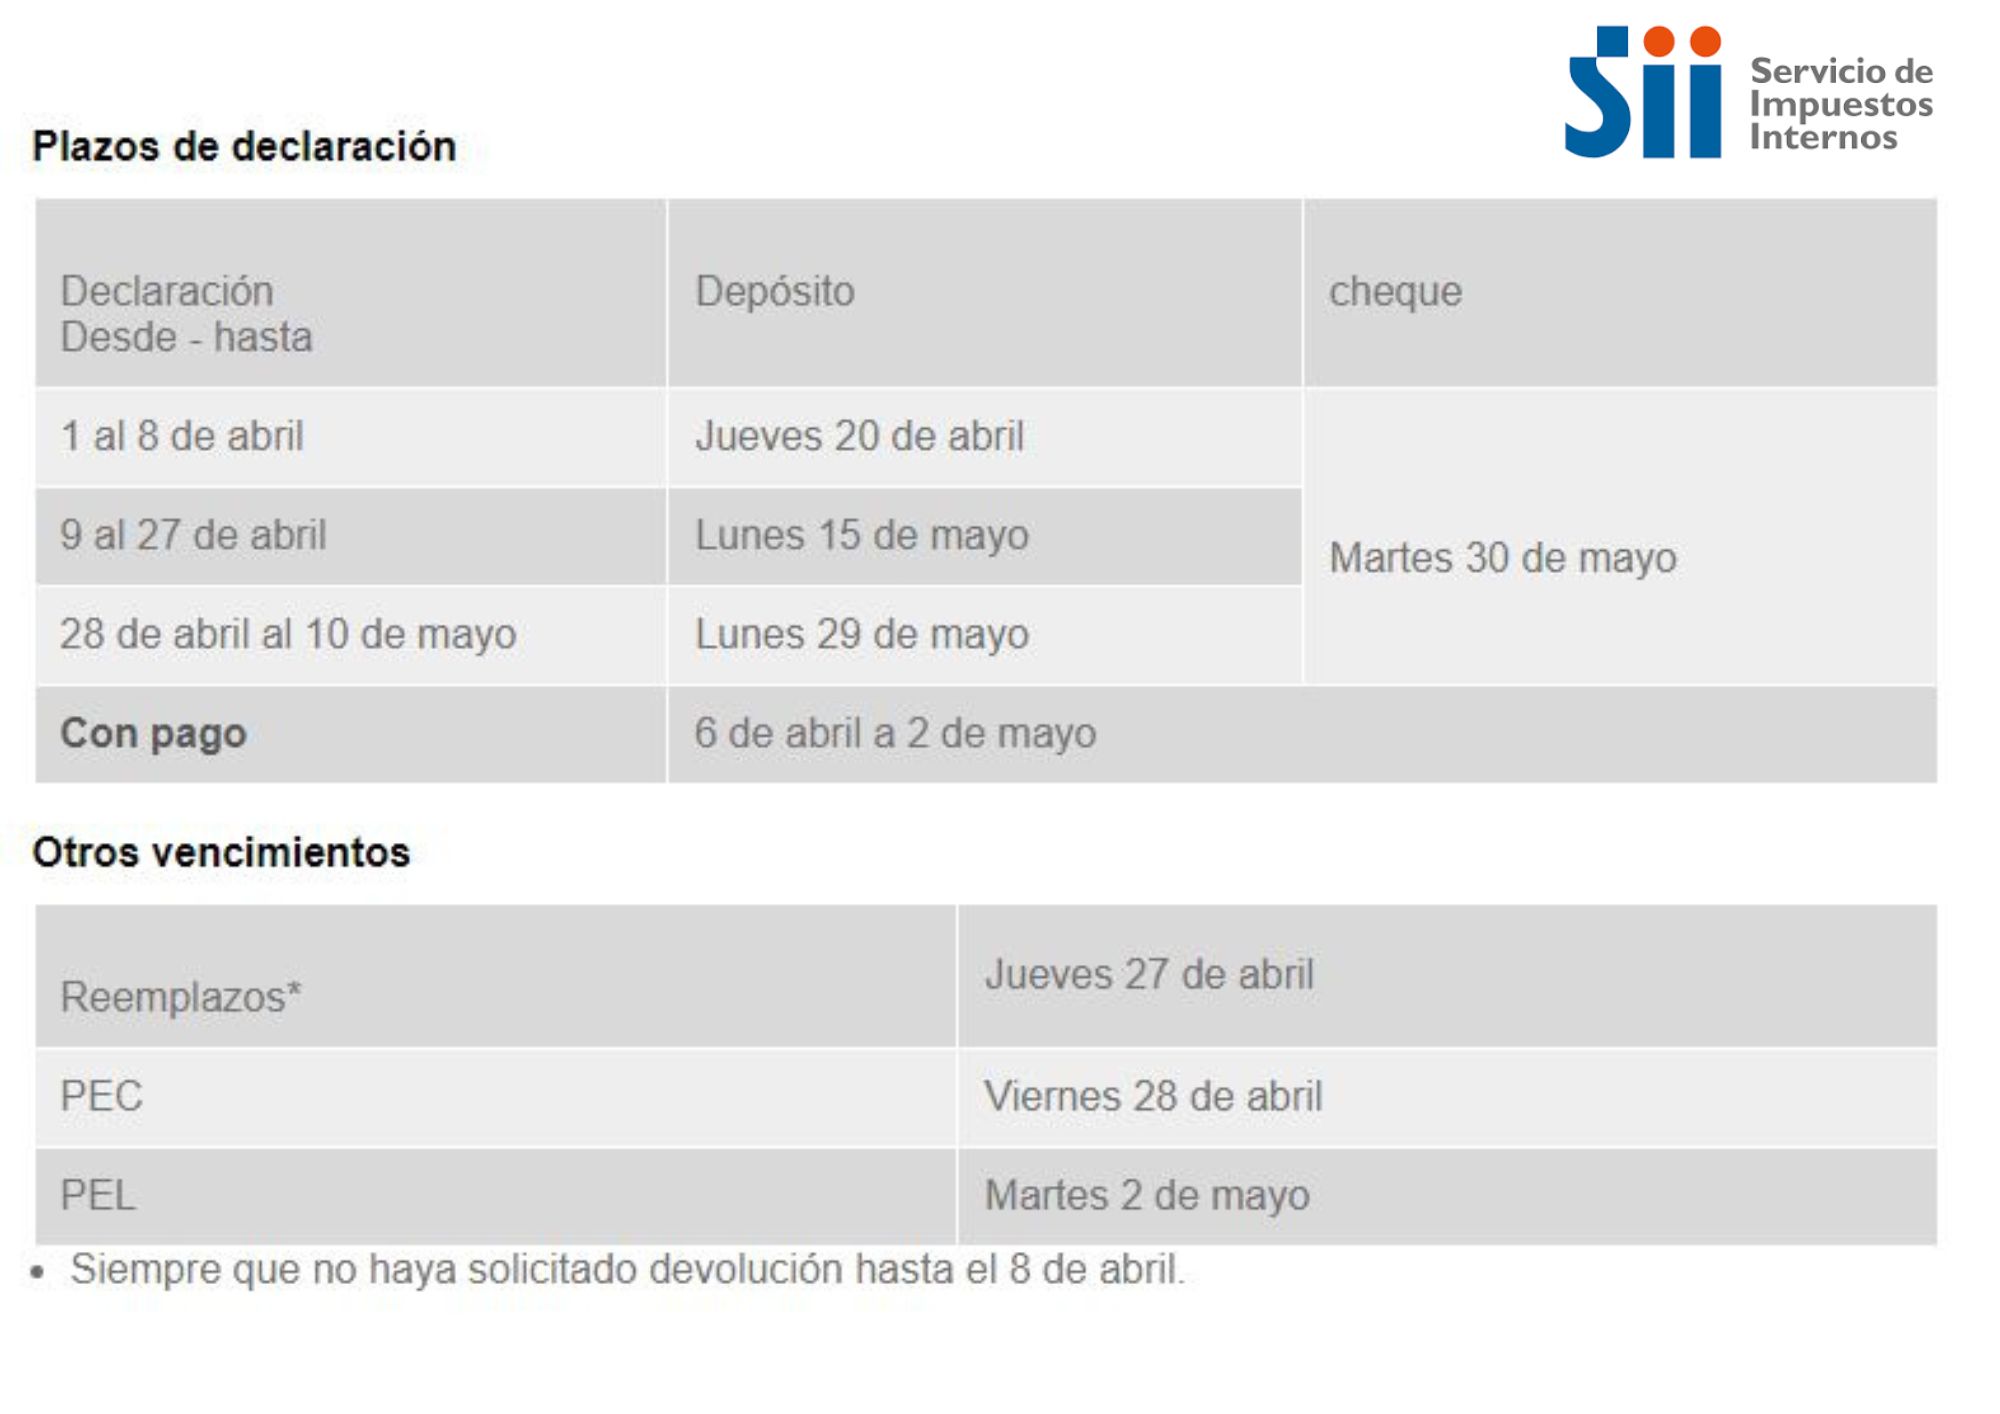 Sii
Servicio de
Impuestos
Internos
Plazos de declaración
Declaración
Desde - hasta
Depósito
cheque
1 al 8 de abril
Jueves 20 de abril
9 al 27 de abril
Lunes 15 de mayo
Martes 30 de mayo
28 de abril al 10 de mayo
Lunes 29 de mayo
Con pago
6 de abril a 2 de mayo
Otros vencimientos
Reemplazos*
Jueves 27 de abril
PEC
Viernes 28 de abril
PEL
Martes 2 de mayo
• Siempre que no haya solicitado devolución hasta el 8 de abril.